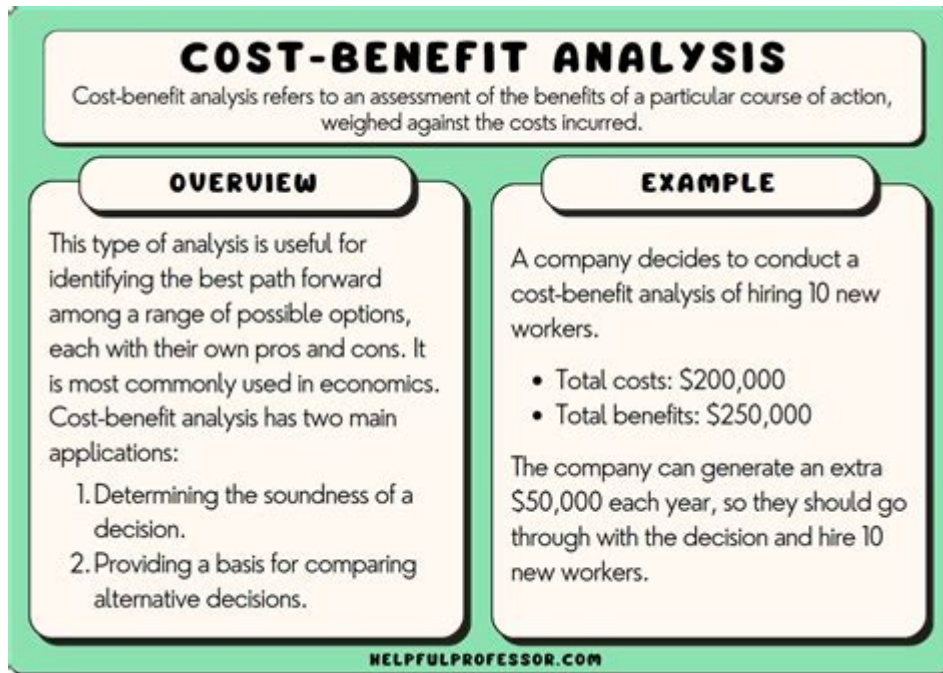 COST-BENEFIT ANALYSIS
Cost-benefit analysis refers to an assessment of the benefits of a particular course of action,
weighed against the costs incurred.
OVERVIEW
This type of analysis is useful for
identifying the best path forward
among a range of possible options,
each with their own pros and cons. It
is most commonly used in economics.
Cost-benefit analysis has two main
applications:
1. Determining the soundness of a
decision.
2. Providing a basis for comparing
alternative decisions.
EXAMPLE
A company decides to conduct a
cost-benefit analysis of hiring 10 new
workers.
• Total costs: $200,000
• Total benefits: $250,000
The company can generate an extra
$50,000 each year, so they should go
through with the decision and hire 10
new workers.
HELPFULPROFESSOR.COM